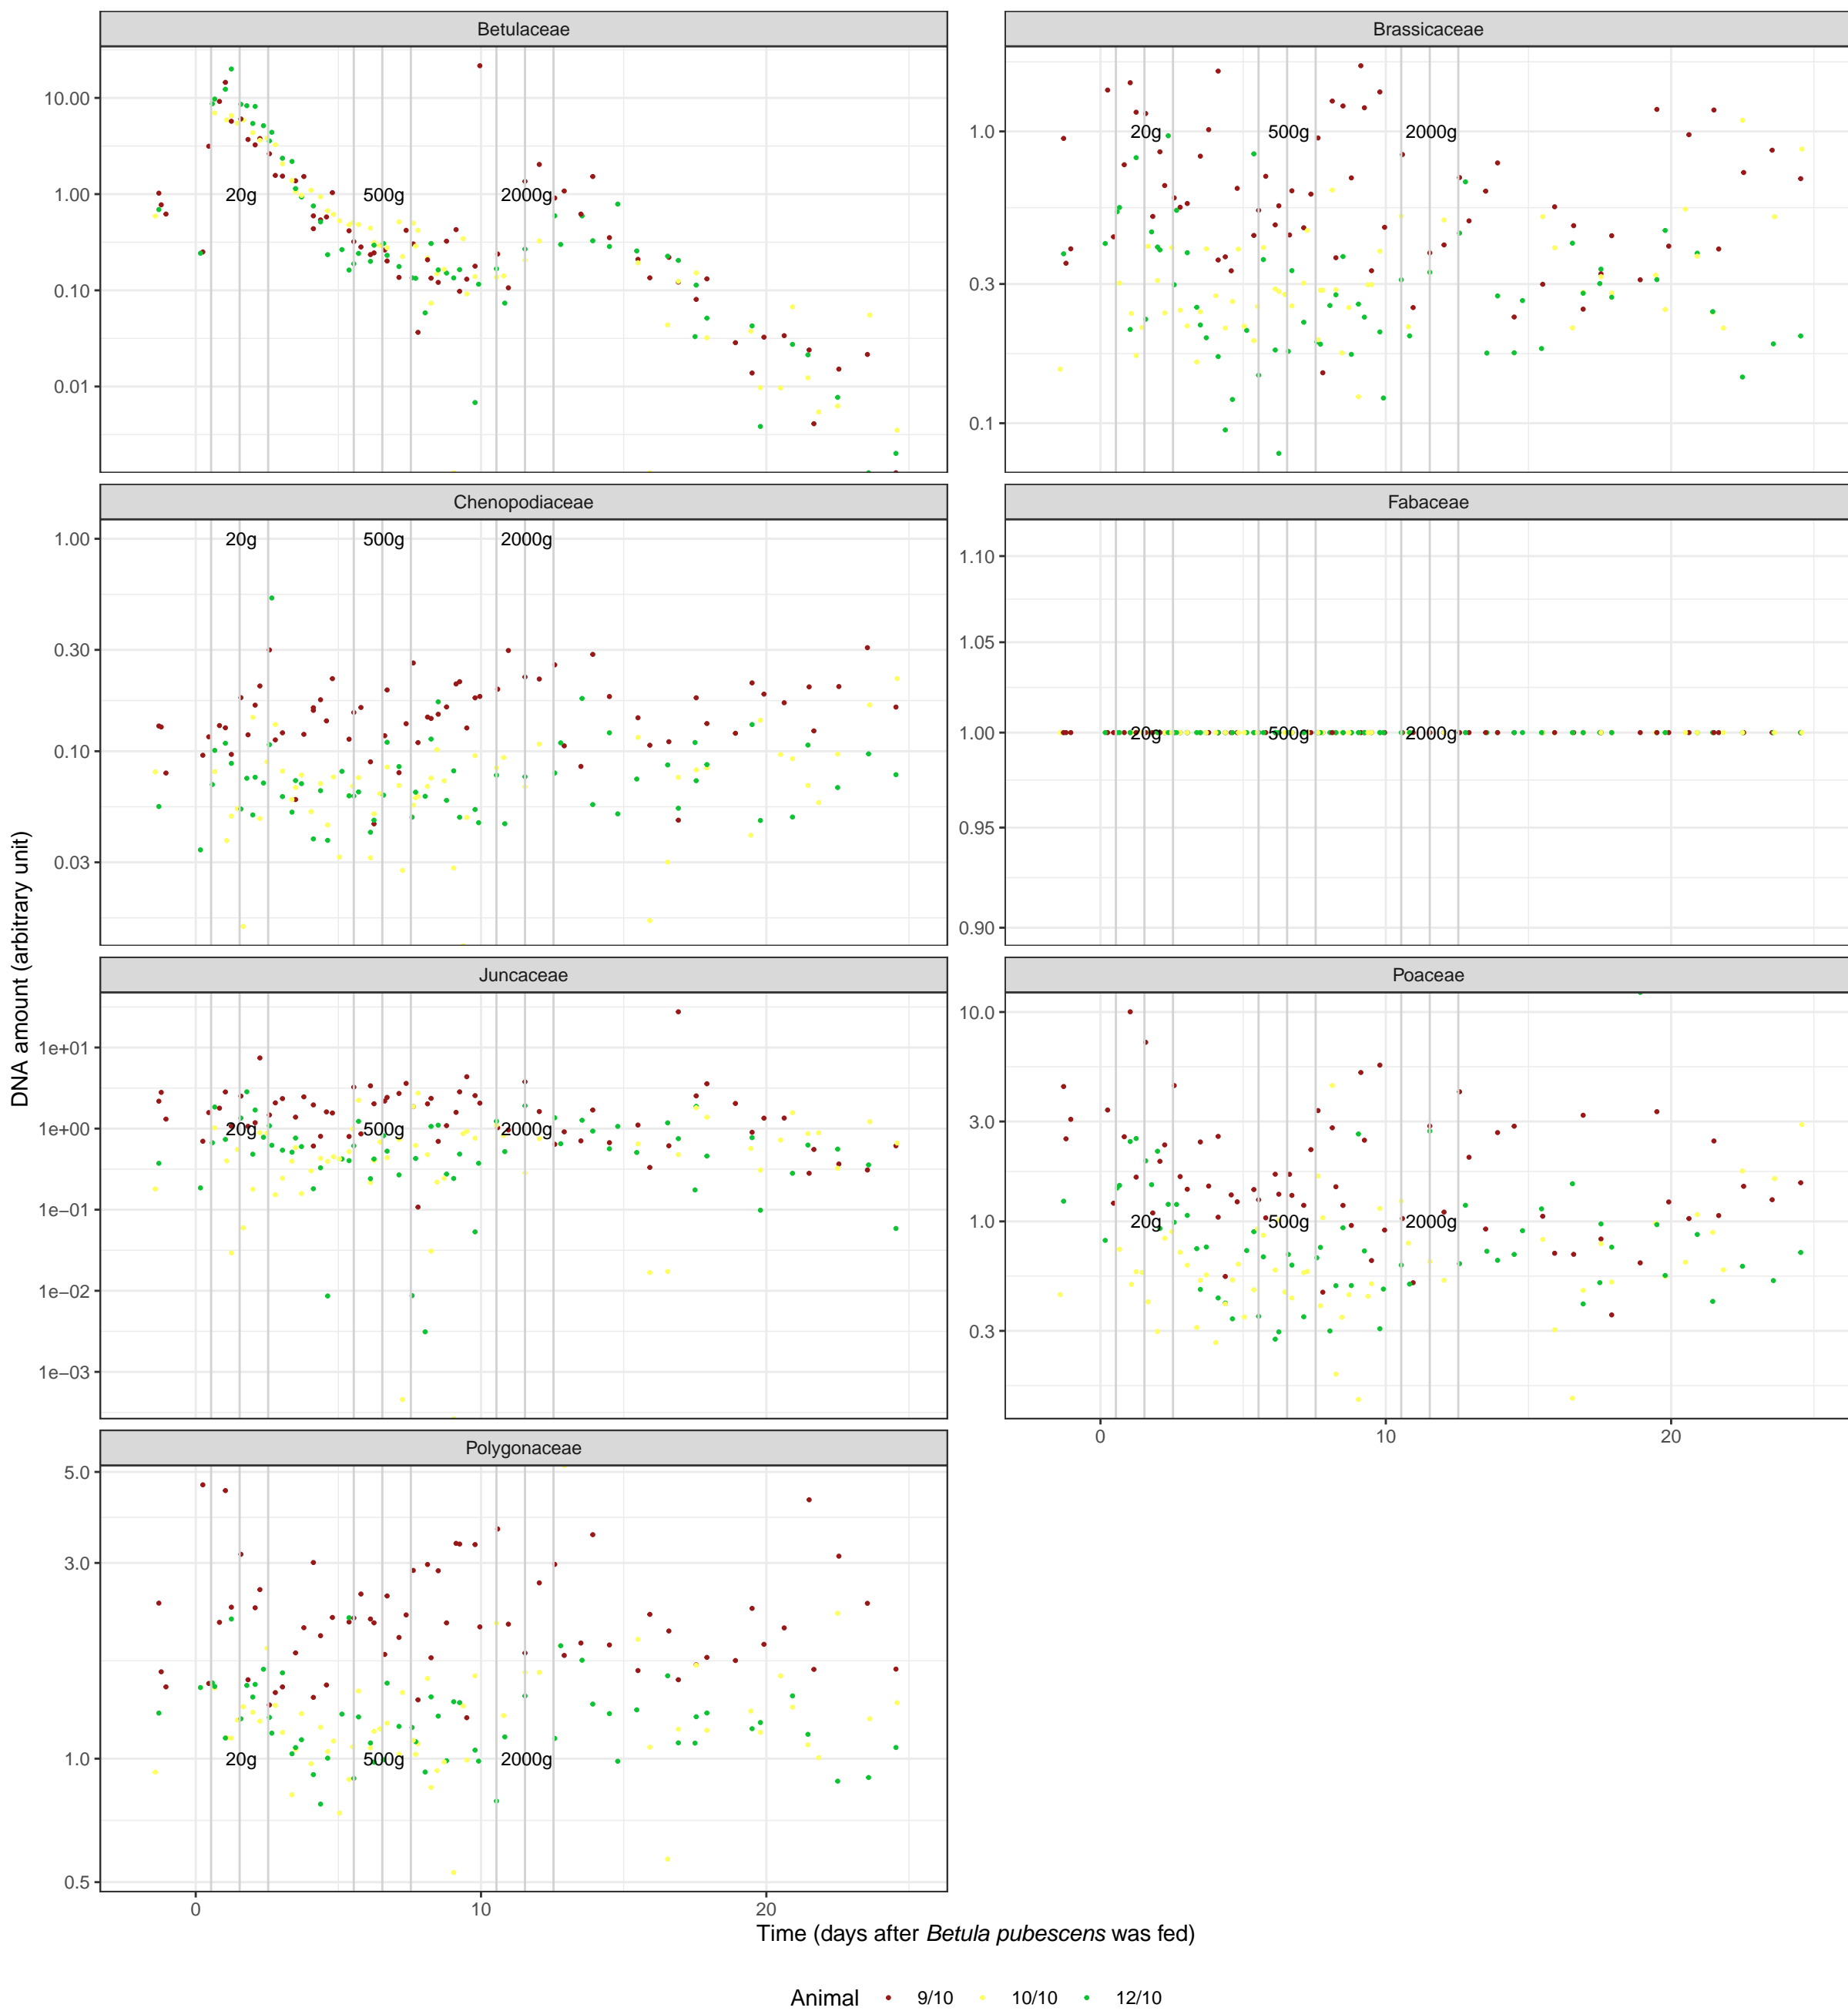 Betulaceae
Brassicaceae
10.00
1.00
0.10
0.01
20g
500g
2000g
1.0
0.3
0.1
20g
500g
2000g
Chenopodiaceae
Fabaceae
1.00
0.30
0.10
0.03
20g
500g
2000g
1.10
1.05
1.00
0.95
0.90
20g
500g
2000g
DNA amount (arbitrary unit)
Juncaceae
Poaceae
1e+01
1e+00
1e−01
1e−02
1e−03
20g
500g
2000g
10.0
3.0
1.0
0.3
20g
500g
2000g
0
10
20
Polygonaceae
5.0
3.0
1.0
0.5
20g
500g
2000g
0
10
20
Time (days after Betula pubescens was fed)
Animal 9/10 10/10 12/10